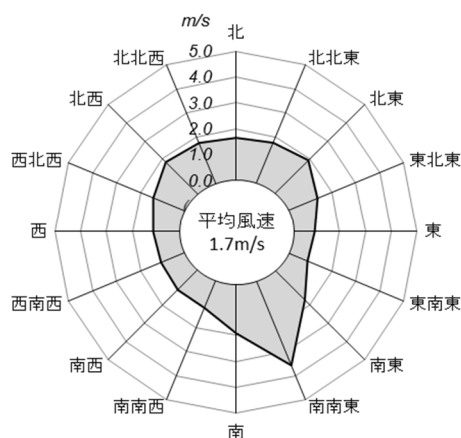 m/s
北
5.0
北北西
北北東
4.0
北西
3.0
北東
2.0
西北西
1.0
東北東
0.0
平均風速
西
東
1.7m/s
西南西
東南東
南西
南東
南南西
南南東
南